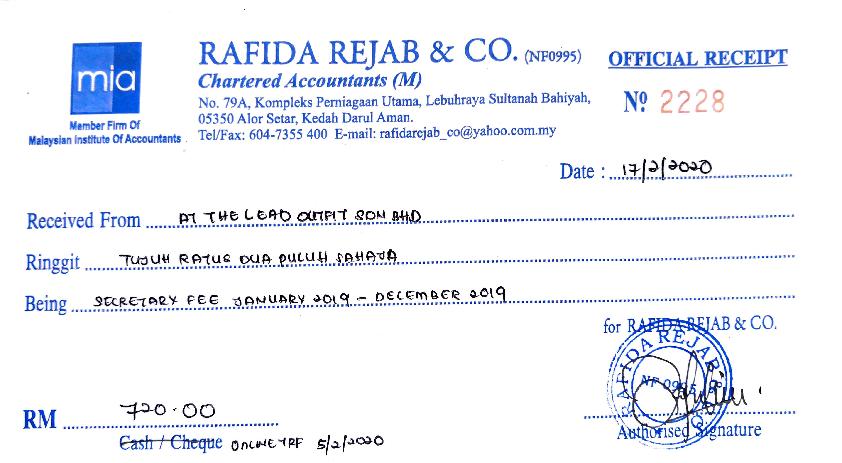 RAFIDA REJAB & CO. (NF0995)
OFFICIAL RECEIPT
mia
Chartered Accountants (M)
No. 79A, Kompleks Perniagaan Utama, Lebuhraya Sultanah Bahiyah,
Nº 2228
05350 Alor Setar, Kedah Darul Aman.
Member Firm Of
Malaysian Institute Of Accountants
Tel/Fax: 604-7355 400 E-mail: rafidarejab_co@yahoo.com.my
Date : 17/2/2020
Received From AT THE LEAD OUTFIT SDN BHD
Ringgit TUJUH RATUS DUA PULUH SAHAJA
Being SECRETARY FEE JANUARY 2019 - DECEMBER 2019
for RAFIDA REJAB & CO.
RAFIDA REJAB & CO
NF 0995
RM 720.00
Cash / Cheque ONLINE TRF 5/2/2020
Authorised Signature